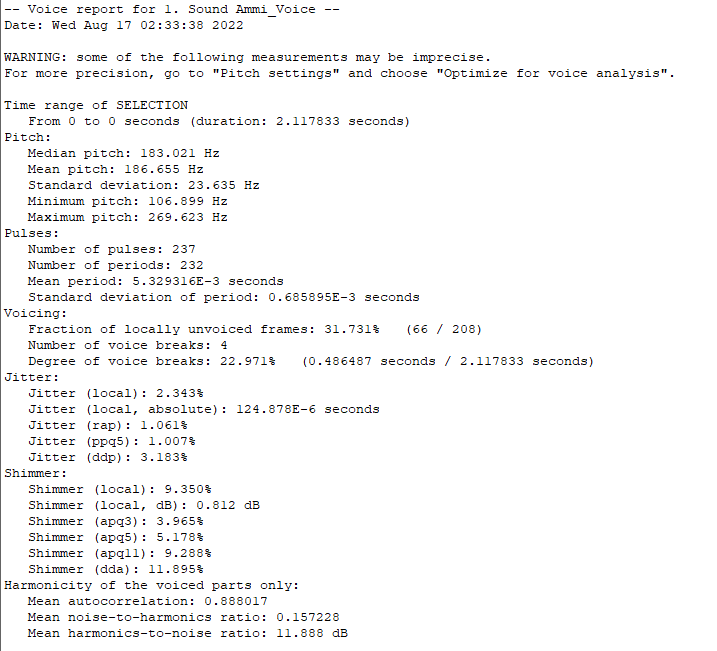 -- Voice report for 1. Sound Ammi_Voice --
Date: Wed Aug 17 02:33:38 2022
WARNING: some of the following measurements may be imprecise.
For more precision, go to "Pitch settings" and choose "Optimize for voice analysis".
Time range of SELECTION
From 0 to 0 seconds (duration: 2.117833 seconds)
Pitch:
Median pitch: 183.021 Hz
Mean pitch: 186.655 Hz
Standard deviation: 23.635 Hz
Minimum pitch: 106.899 Hz
Maximum pitch: 269.623 Hz
Pulses:
Number of pulses: 237
Number of periods: 232
Mean period: 5.329316E-3 seconds
Standard deviation of period: 0.685895E-3 seconds
Voicing:
Fraction of locally unvoiced frames: 31.731% (66 / 208)
Number of voice breaks: 4
Degree of voice breaks: 22.971% (0.486487 seconds / 2.117833 seconds)
Jitter:
Jitter (local): 2.343%
Jitter (local, absolute): 124.878E-6 seconds
Jitter (rap): 1.061%
Jitter (ppq5): 1.007%
Jitter (ddp): 3.183%
Shimmer:
Shimmer (local): 9.350%
Shimmer (local, dB): 0.812 dB
Shimmer (apq3): 3.965%
Shimmer (apq5): 5.178%
Shimmer (apq11): 9.288%
Shimmer (dda): 11.895%
Harmonicity of the voiced parts only:
Mean autocorrelation: 0.888017
Mean noise-to-harmonics ratio: 0.157228
Mean harmonics-to-noise ratio: 11.888 dB